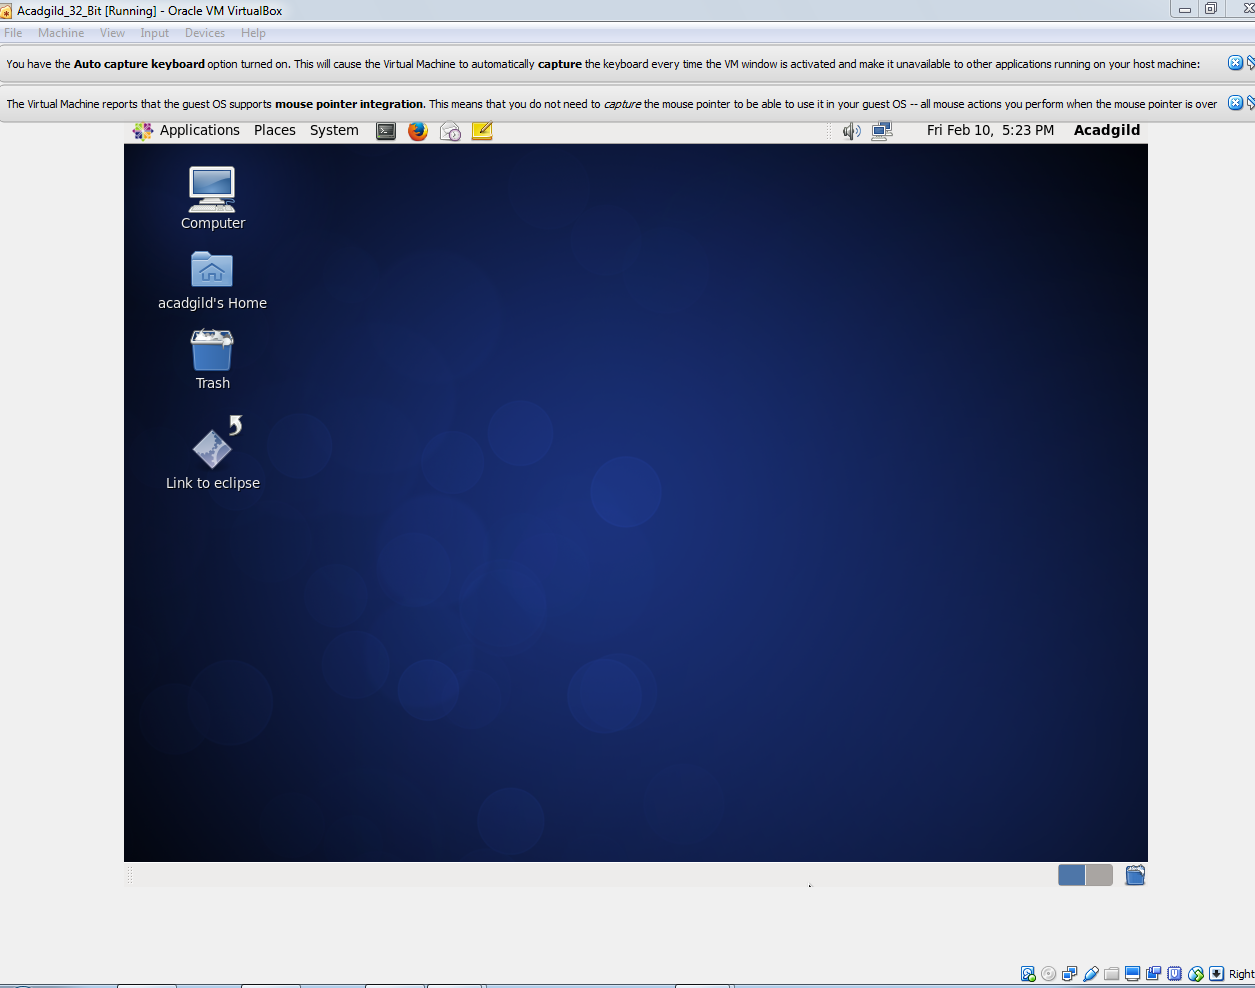 Acadgild_32_Bit [Running] - Oracle VM VirtualBox
File Machine View Input Devices Help
You have the Auto capture keyboard option turned on. This will cause the Virtual Machine to automatically capture the keyboard every time the VM window is activated and make it unavailable to other applications running on your host machine:
The Virtual Machine reports that the guest OS supports mouse pointer integration. This means that you do not need to capture the mouse pointer to be able to use it in your guest OS -- all mouse actions you perform when the mouse pointer is over
Applications Places System Fri Feb 10, 5:23 PM Acadgild
Computer
acadgild's Home
Trash
Link to eclipse
Right